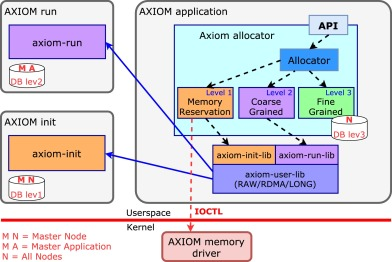 AXIOM run
axiom-run
M A
DB lev2
AXIOM init
axiom-init
M N
DB lev1
AXIOM application
API
Axiom allocator
Allocator
Level 1
Memory
Reservation
Level 2
Coarse
Grained
Level 3
Fine
Grained
N
DB lev3
axiom-init-lib
axiom-run-lib
axiom-user-lib
(RAW/RDMA/LONG)
Userspace
IOCTL
Kernel
M N = Master Node
M A = Master Application
N = All Nodes
AXIOM memory
driver